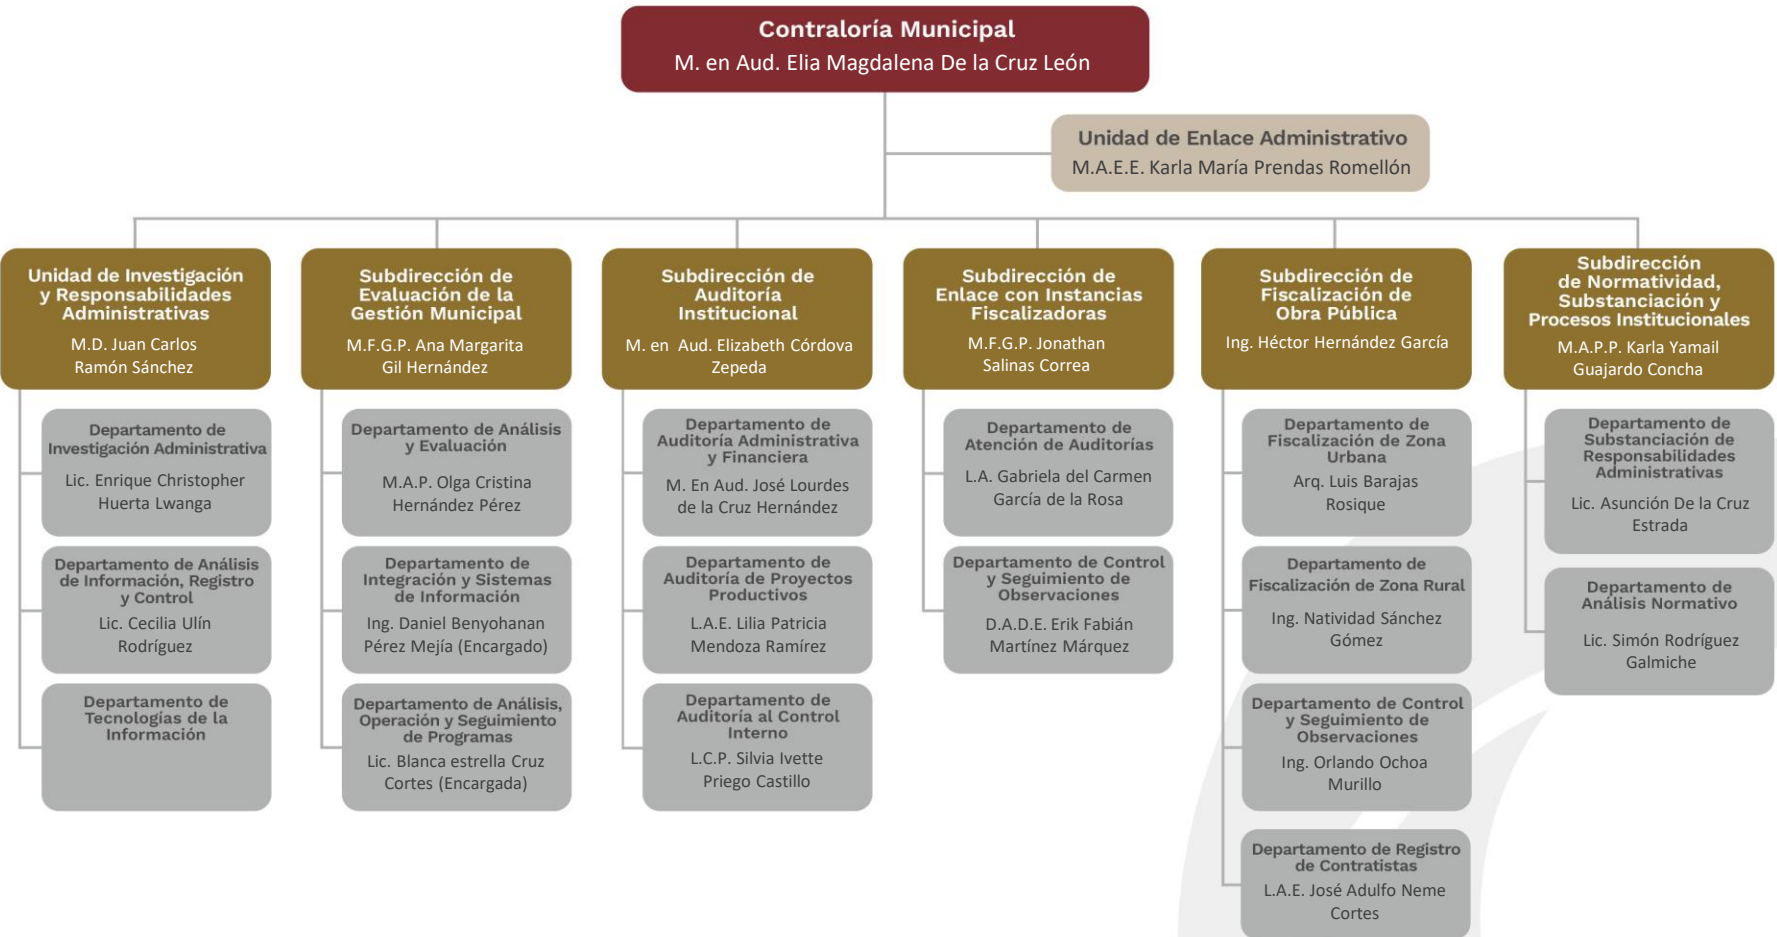 Contraloría Municipal
M. en Aud. Elia Magdalena De la Cruz León
Unidad de Enlace Administrativo
M.A.E.E. Karla María Prendas Romellón
Unidad de Investigación
y Responsabilidades
Administrativas
M.D. Juan Carlos
Ramón Sánchez
Departamento de
Investigación Administrativa
Lic. Enrique Christopher
Huerta Lwanga
Departamento de Análisis
de Información, Registro
y Control
Lic. Cecilia Ulín
Rodríguez
Departamento de
Tecnologías de la
Información
Subdirección de
Evaluación de la
Gestión Municipal
M.F.G.P. Ana Margarita
Gil Hernández
Departamento de Análisis
y Evaluación
M.A.P. Olga Cristina
Hernández Pérez
Departamento de
Integración y Sistemas
de Información
Ing. Daniel Benyohanan
Pérez Mejía (Encargado)
Departamento de Análisis,
Operación y Seguimiento
de Programas
Lic. Blanca estrella Cruz
Cortes (Encargada)
Subdirección de
Auditoría
Institucional
M. en  Aud. Elizabeth Córdova
Zepeda
Departamento de
Auditoría Administrativa
y Financiera
M. En Aud. José Lourdes
de la Cruz Hernández
Departamento de
Auditoría de Proyectos
Productivos
L.A.E. Lilia Patricia
Mendoza Ramírez
Departamento de
Auditoría al Control
Interno
L.C.P. Silvia Ivette
Priego Castillo
Subdirección de
Enlace con Instancias
Fiscalizadoras
M.F.G.P. Jonathan
Salinas Correa
Departamento de
Atención de Auditorías
L.A. Gabriela del Carmen
García de la Rosa
Departamento de Control
y Seguimiento de
Observaciones
D.A.D.E. Erik Fabián
Martínez Márquez
Subdirección de
Fiscalización de
Obra Pública
Ing. Héctor Hernández García
Departamento de
Fiscalización de Zona
Urbana
Arq. Luis Barajas
Rosique
Departamento de
Fiscalización de Zona Rural
Ing. Natividad Sánchez
Gómez
Departamento de Control
y Seguimiento de
Observaciones
Ing. Orlando Ochoa
Murillo
Departamento de Registro
de Contratistas
L.A.E. José Adulfo Neme
Cortes
Subdirección
de Normatividad,
Substanciación y
Procesos Institucionales
M.A.P.P. Karla Yamail
Guajardo Concha
Departamento de
Substanciación de
Responsabilidades
Administrativas
Lic. Asunción De la Cruz
Estrada
Departamento de
Análisis Normativo
Lic. Simón Rodríguez
Galmiche